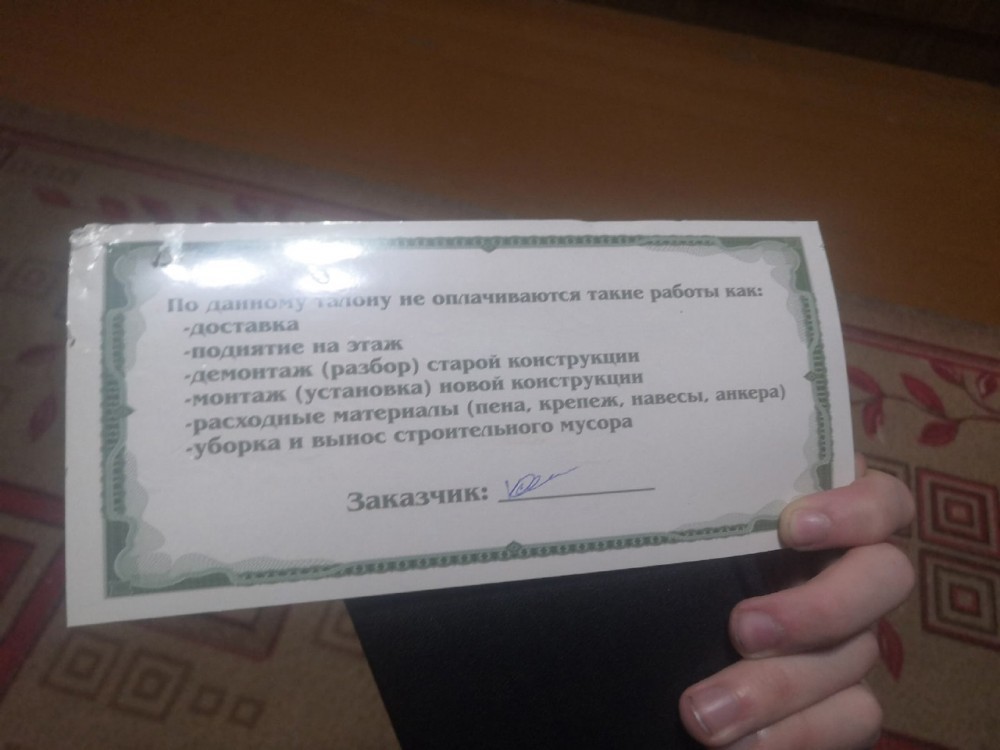 По данному талону не оплачиваются такие работы как:
-доставка
-поднятие на этаж
-демонтаж (разбор) старой конструкции
-монтаж (установка) новой конструкции
-расходные материалы (пена, крепеж, навесы, анкера)
-уборка и вынос строительного мусора
Заказчик: